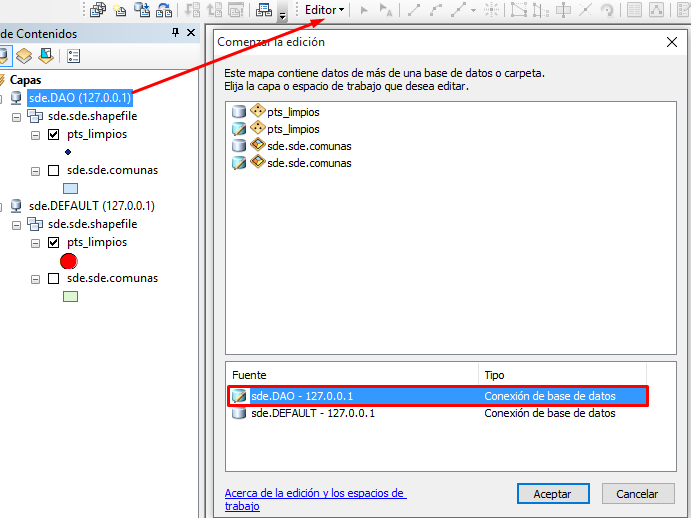 Editor
de Contenidos
Capas
sde.DAO (127.0.0.1)
sde.sde.shapefile
pts_limpios
sde.sde.comunas
sde.DEFAULT (127.0.0.1)
sde.sde.shapefile
pts_limpios
sde.sde.comunas
Comenzar la edición
Este mapa contiene datos de más de una base de datos o carpeta.
Elija la capa o espacio de trabajo que desea editar.
pts_limpios
pts_limpios
sde.sde.comunas
sde.sde.comunas
Fuente Tipo
sde.DAO - 127.0.0.1 Conexión de base de datos
sde.DEFAULT - 127.0.0.1 Conexión de base de datos
Acerca de la edición y los espacios de
trabajo
Aceptar Cancelar